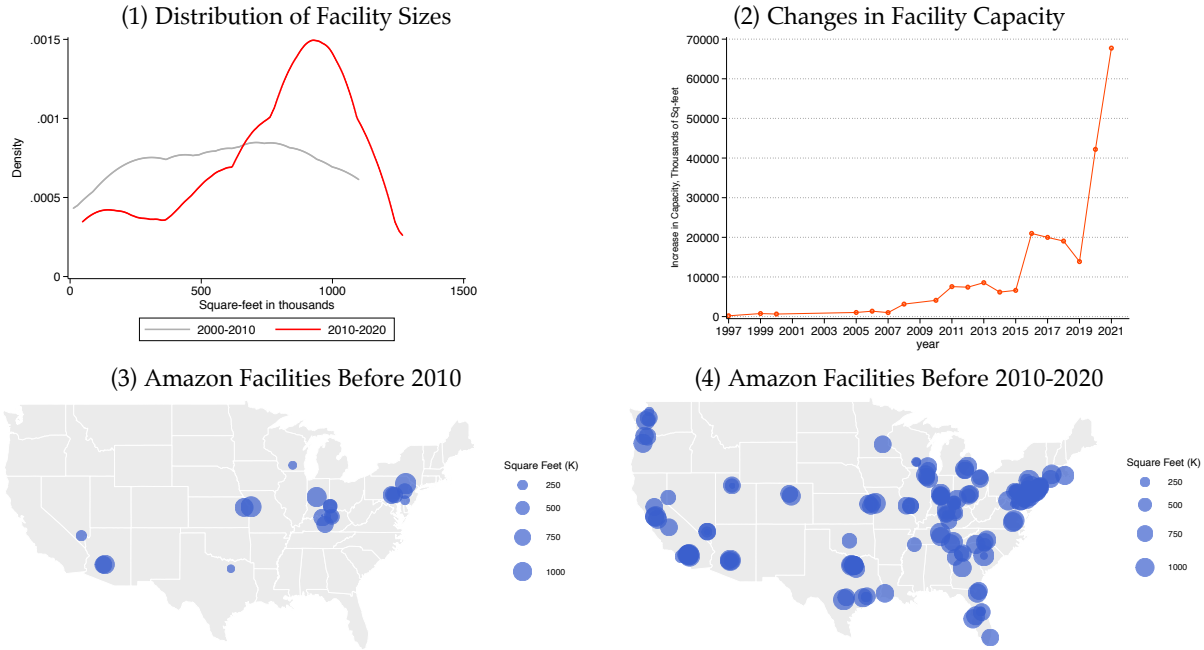 (1) Distribution of Facility Sizes
.0015
.001
.0005
0
Density
0 500 1000 1500
Square-feet in thousands
2000-2010 2010-2020
(2) Changes in Facility Capacity
70000
60000
50000
40000
30000
20000
10000
0
Increase in Capacity, Thousands of Sq-feet
1997 1999 2001 2003 2005 2007 2009 2011 2013 2015 2017 2019 2021
year
(3) Amazon Facilities Before 2010
Square Feet (K)
250
500
750
1000
(4) Amazon Facilities Before 2010-2020
Square Feet (K)
250
500
750
1000